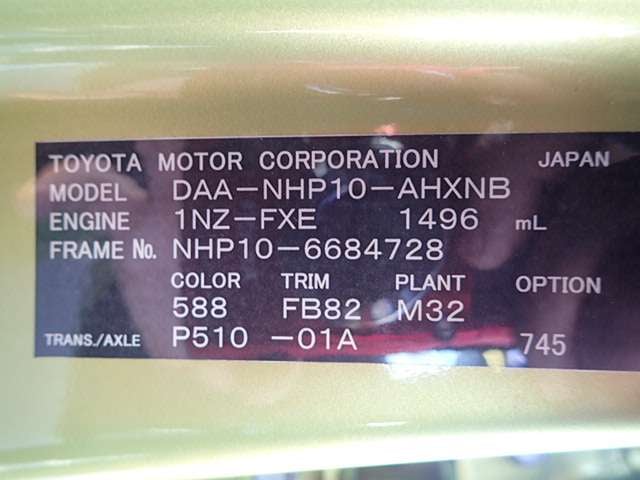 TOYOTA MOTOR CORPORATION JAPAN
MODEL DAA-NHP10-AHXNB
ENGINE 1NZ-FXE 1496 mL
FRAME No. NHP10-6684728
COLOR TRIM PLANT OPTION
588 FB82 M32
TRANS./AXLE P510 -01A 745